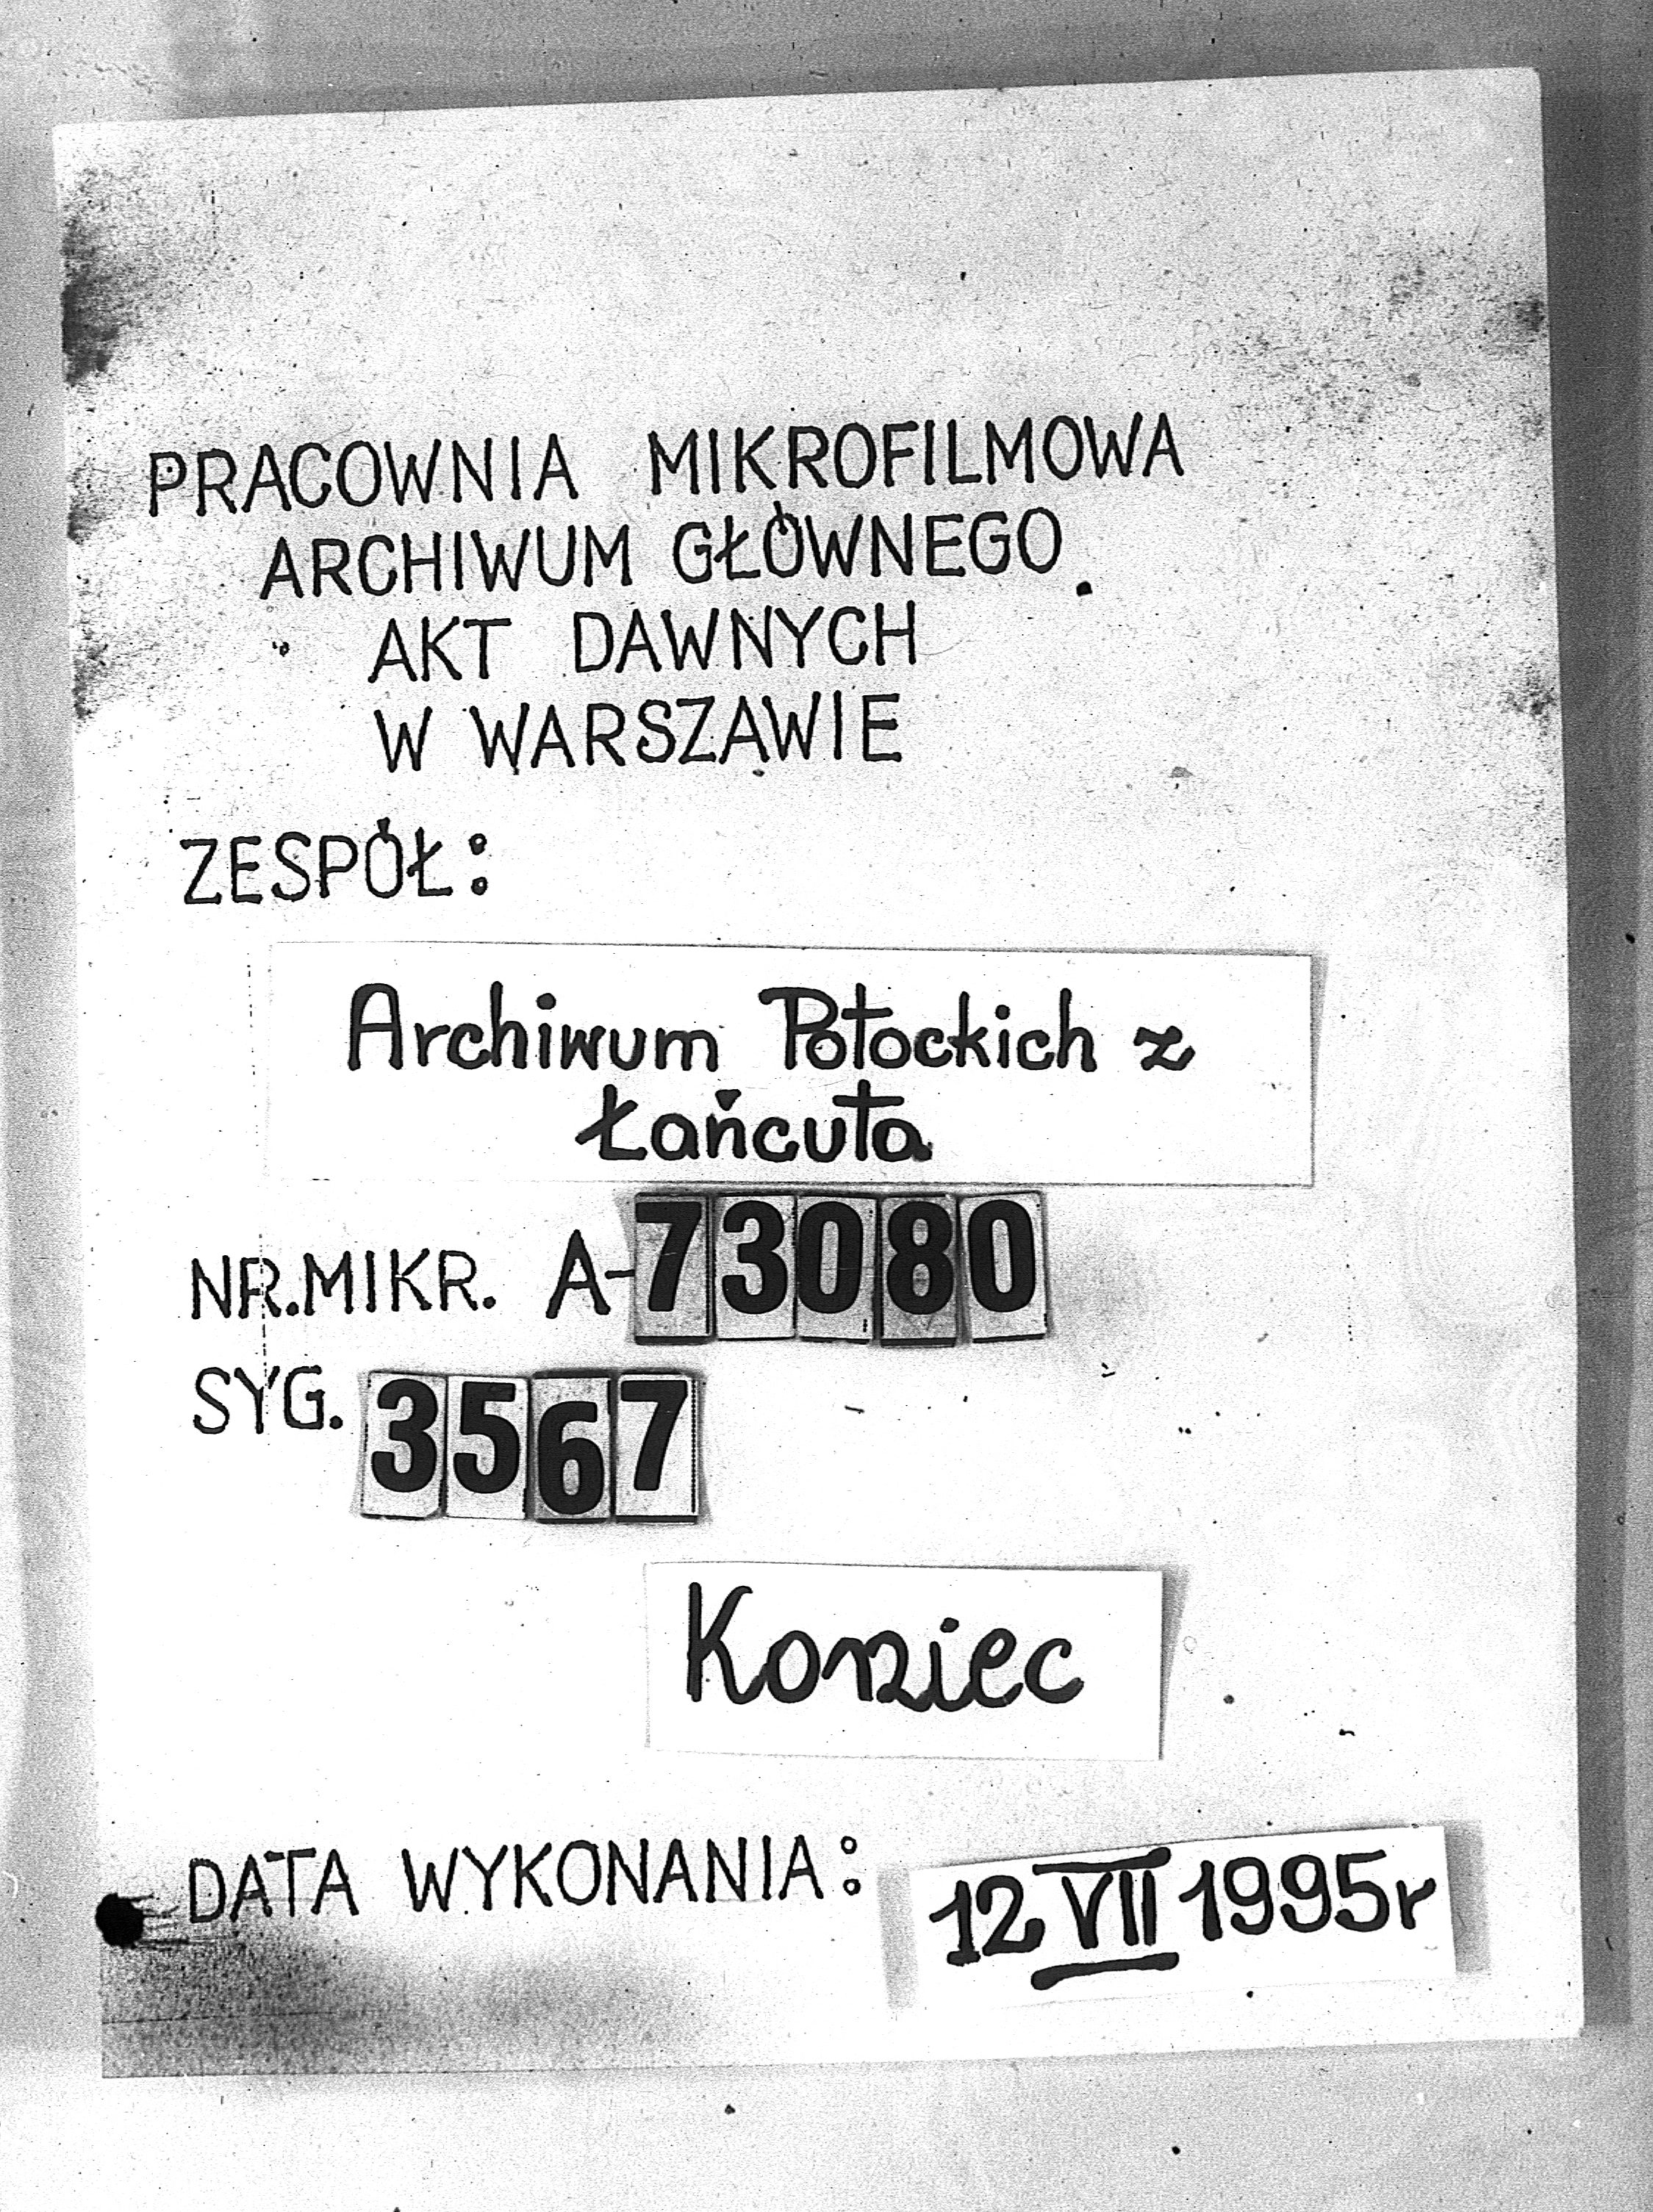 PRACOWNIA MIKROFILMOWA
ARCHIWUM GŁÓWNEGO
AKT DAWNYCH
W WARSZAWIE
ZESPÓŁ:
Archiwum Potockich z
Łańcuta
NR.MIKR. A-73080
SYG. 3567
Koniec
DATA WYKONANIA: 12 VII 1995r